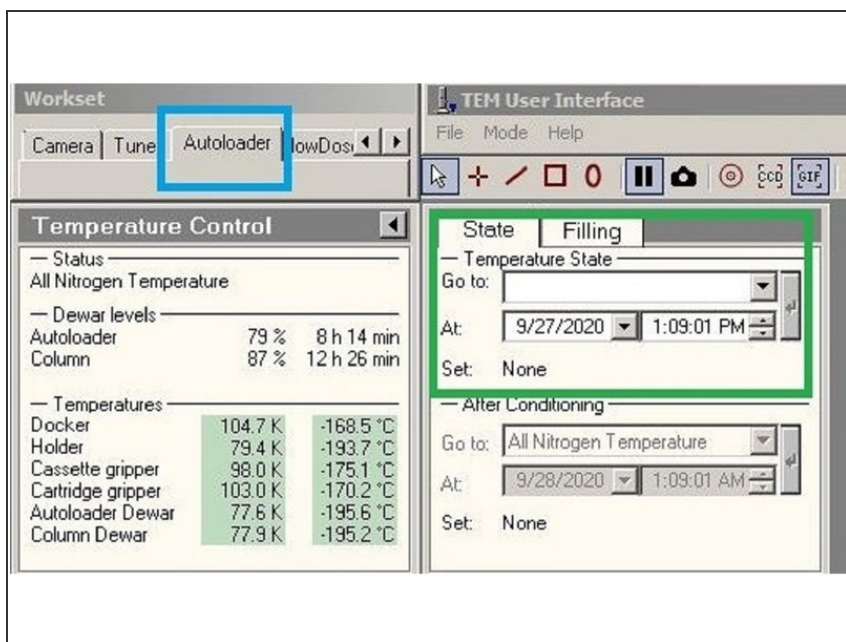 Workset
Camera Tune Autoloader
Temperature Control
Status
All Nitrogen Temperature
Dewar levels
Autoloader 79 % 8 h 14 min
Column 87 % 12 h 26 min
Temperatures
Docker 104.7 K -168.5 °C
Holder 79.4 K -193.7 °C
Cassette gripper 98.0 K -175.1 °C
Cartridge gripper 103.0 K -170.2 °C
Autoloader Dewar 77.6 K -195.6 °C
Column Dewar 77.9 K -195.2 °C
TEM User Interface
File Mode Help
CCD GIF
State Filling
Temperature State
Go to:
At: 9/27/2020 1:09:01 PM
Set: None
After Conditioning
Go to: All Nitrogen Temperature
At: 9/28/2020 1:09:01 AM
Set: None